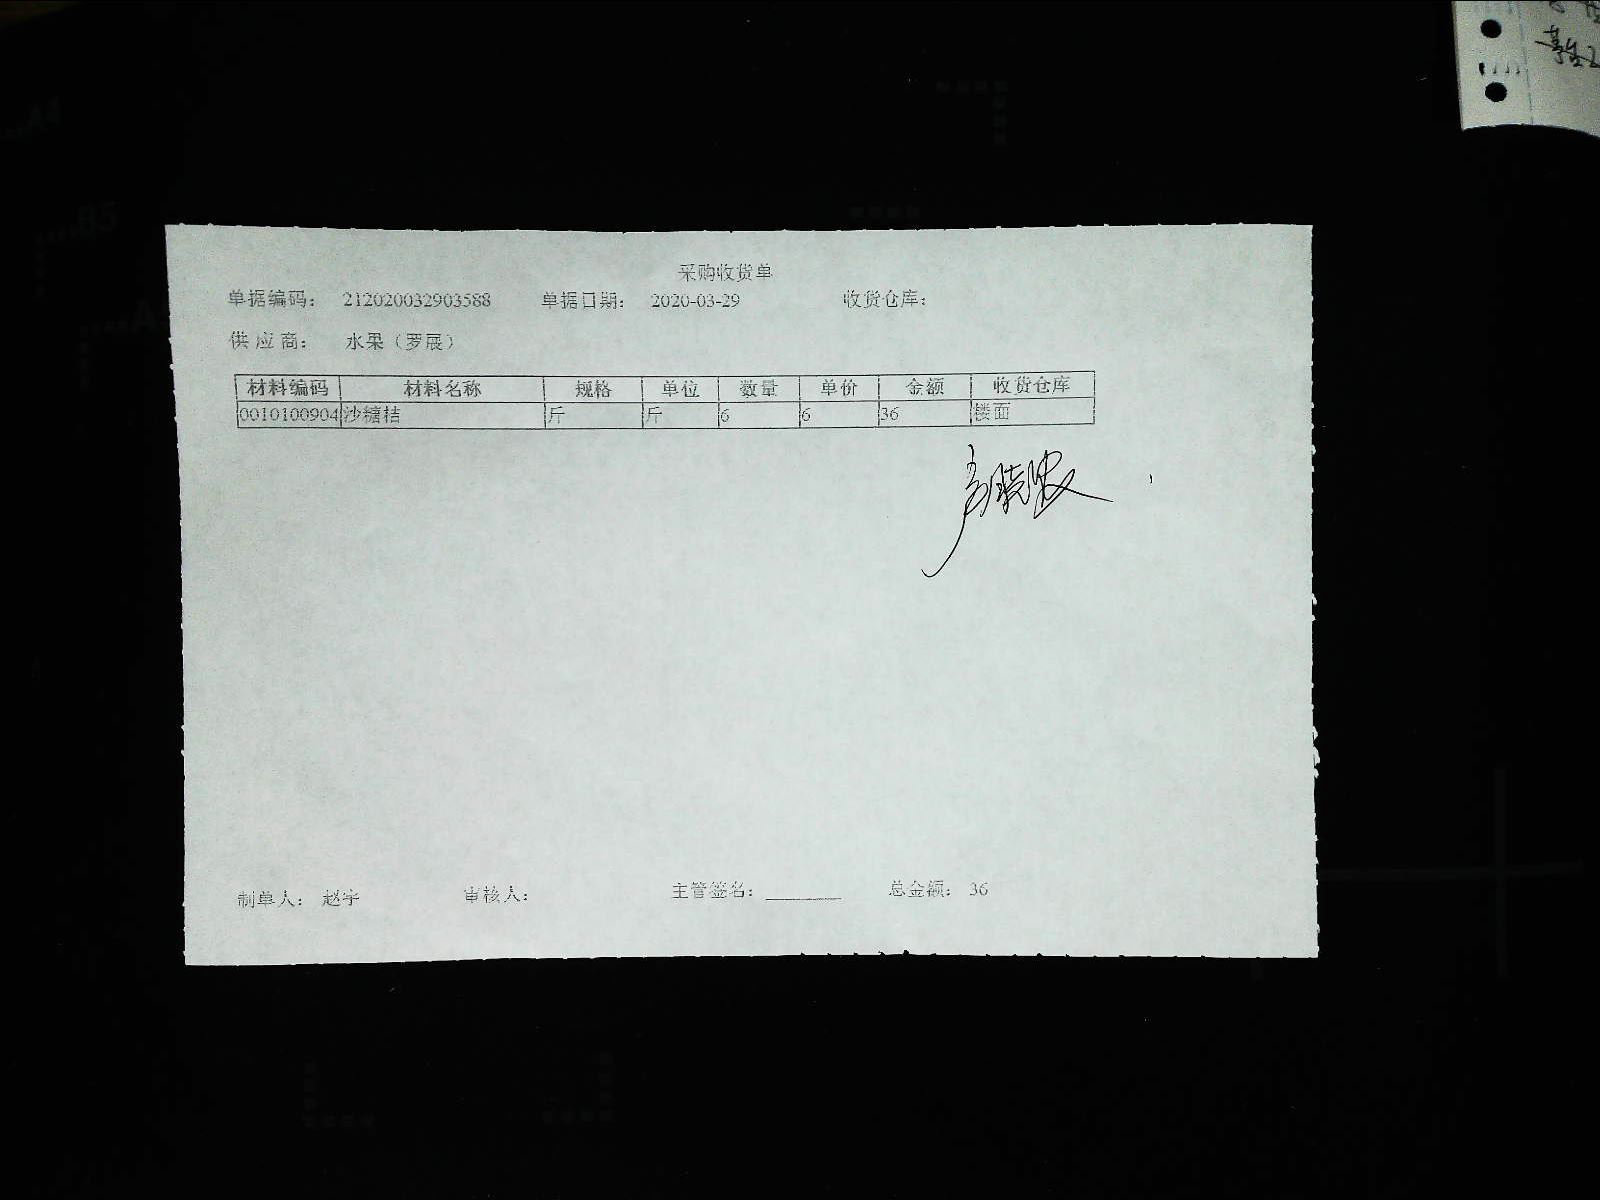 采购收货单
单据编码： 212020032903588 单据日期： 2020-03-29 收货仓库：
供 应 商： 水果（罗展）
材料编码 材料名称 规格 单位 数量 单价 金额 收货仓库
0010100904 沙糖桔 斤 斤 6 6 36 楼面
制单人： 赵宇 审核人： 主管签名： 总金额： 36